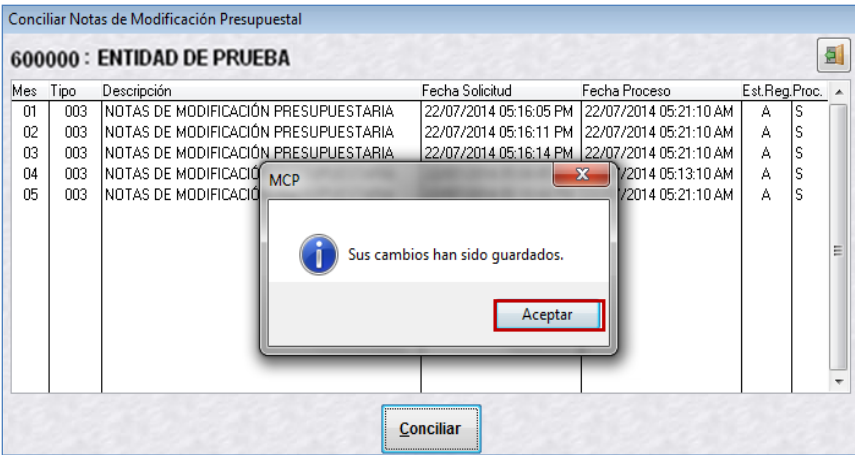 Conciliar Notas de Modificación Presupuestal
600000 : ENTIDAD DE PRUEBA
Mes Tipo Descripción Fecha Solicitud Fecha Proceso Est.Reg.Proc.
01 003 NOTAS DE MODIFICACIÓN PRESUPUESTARIA 22/07/2014 05:16:05 PM 22/07/2014 05:21:10 AM A S
02 003 NOTAS DE MODIFICACIÓN PRESUPUESTARIA 22/07/2014 05:16:11 PM 22/07/2014 05:21:10 AM A S
03 003 NOTAS DE MODIFICACIÓN PRESUPUESTARIA 22/07/2014 05:16:14 PM 22/07/2014 05:21:10 AM A S
04 003 NOTAS DE /2014 05:13:10 AM A S
05 003 NOTAS DE /2014 05:21:10 AM A S
MCP
Sus cambios han sido guardados.
Aceptar
Conciliar